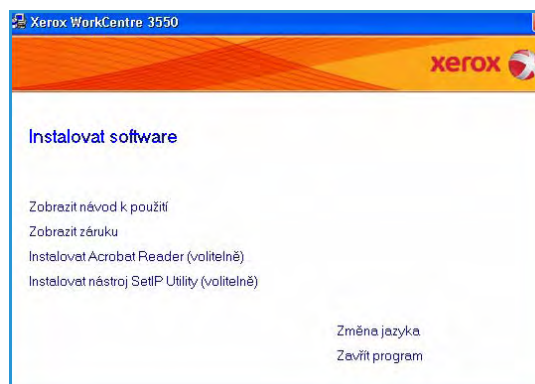 Xerox WorkCentre 3550
xerox
Instalovat software
Zobrazit návod k použití
Zobrazit záruku
Instalovat Acrobat Reader (volitelně)
Instalovat nástroj SetIP Utility (volitelně)
Změna jazyka
Zavřít program